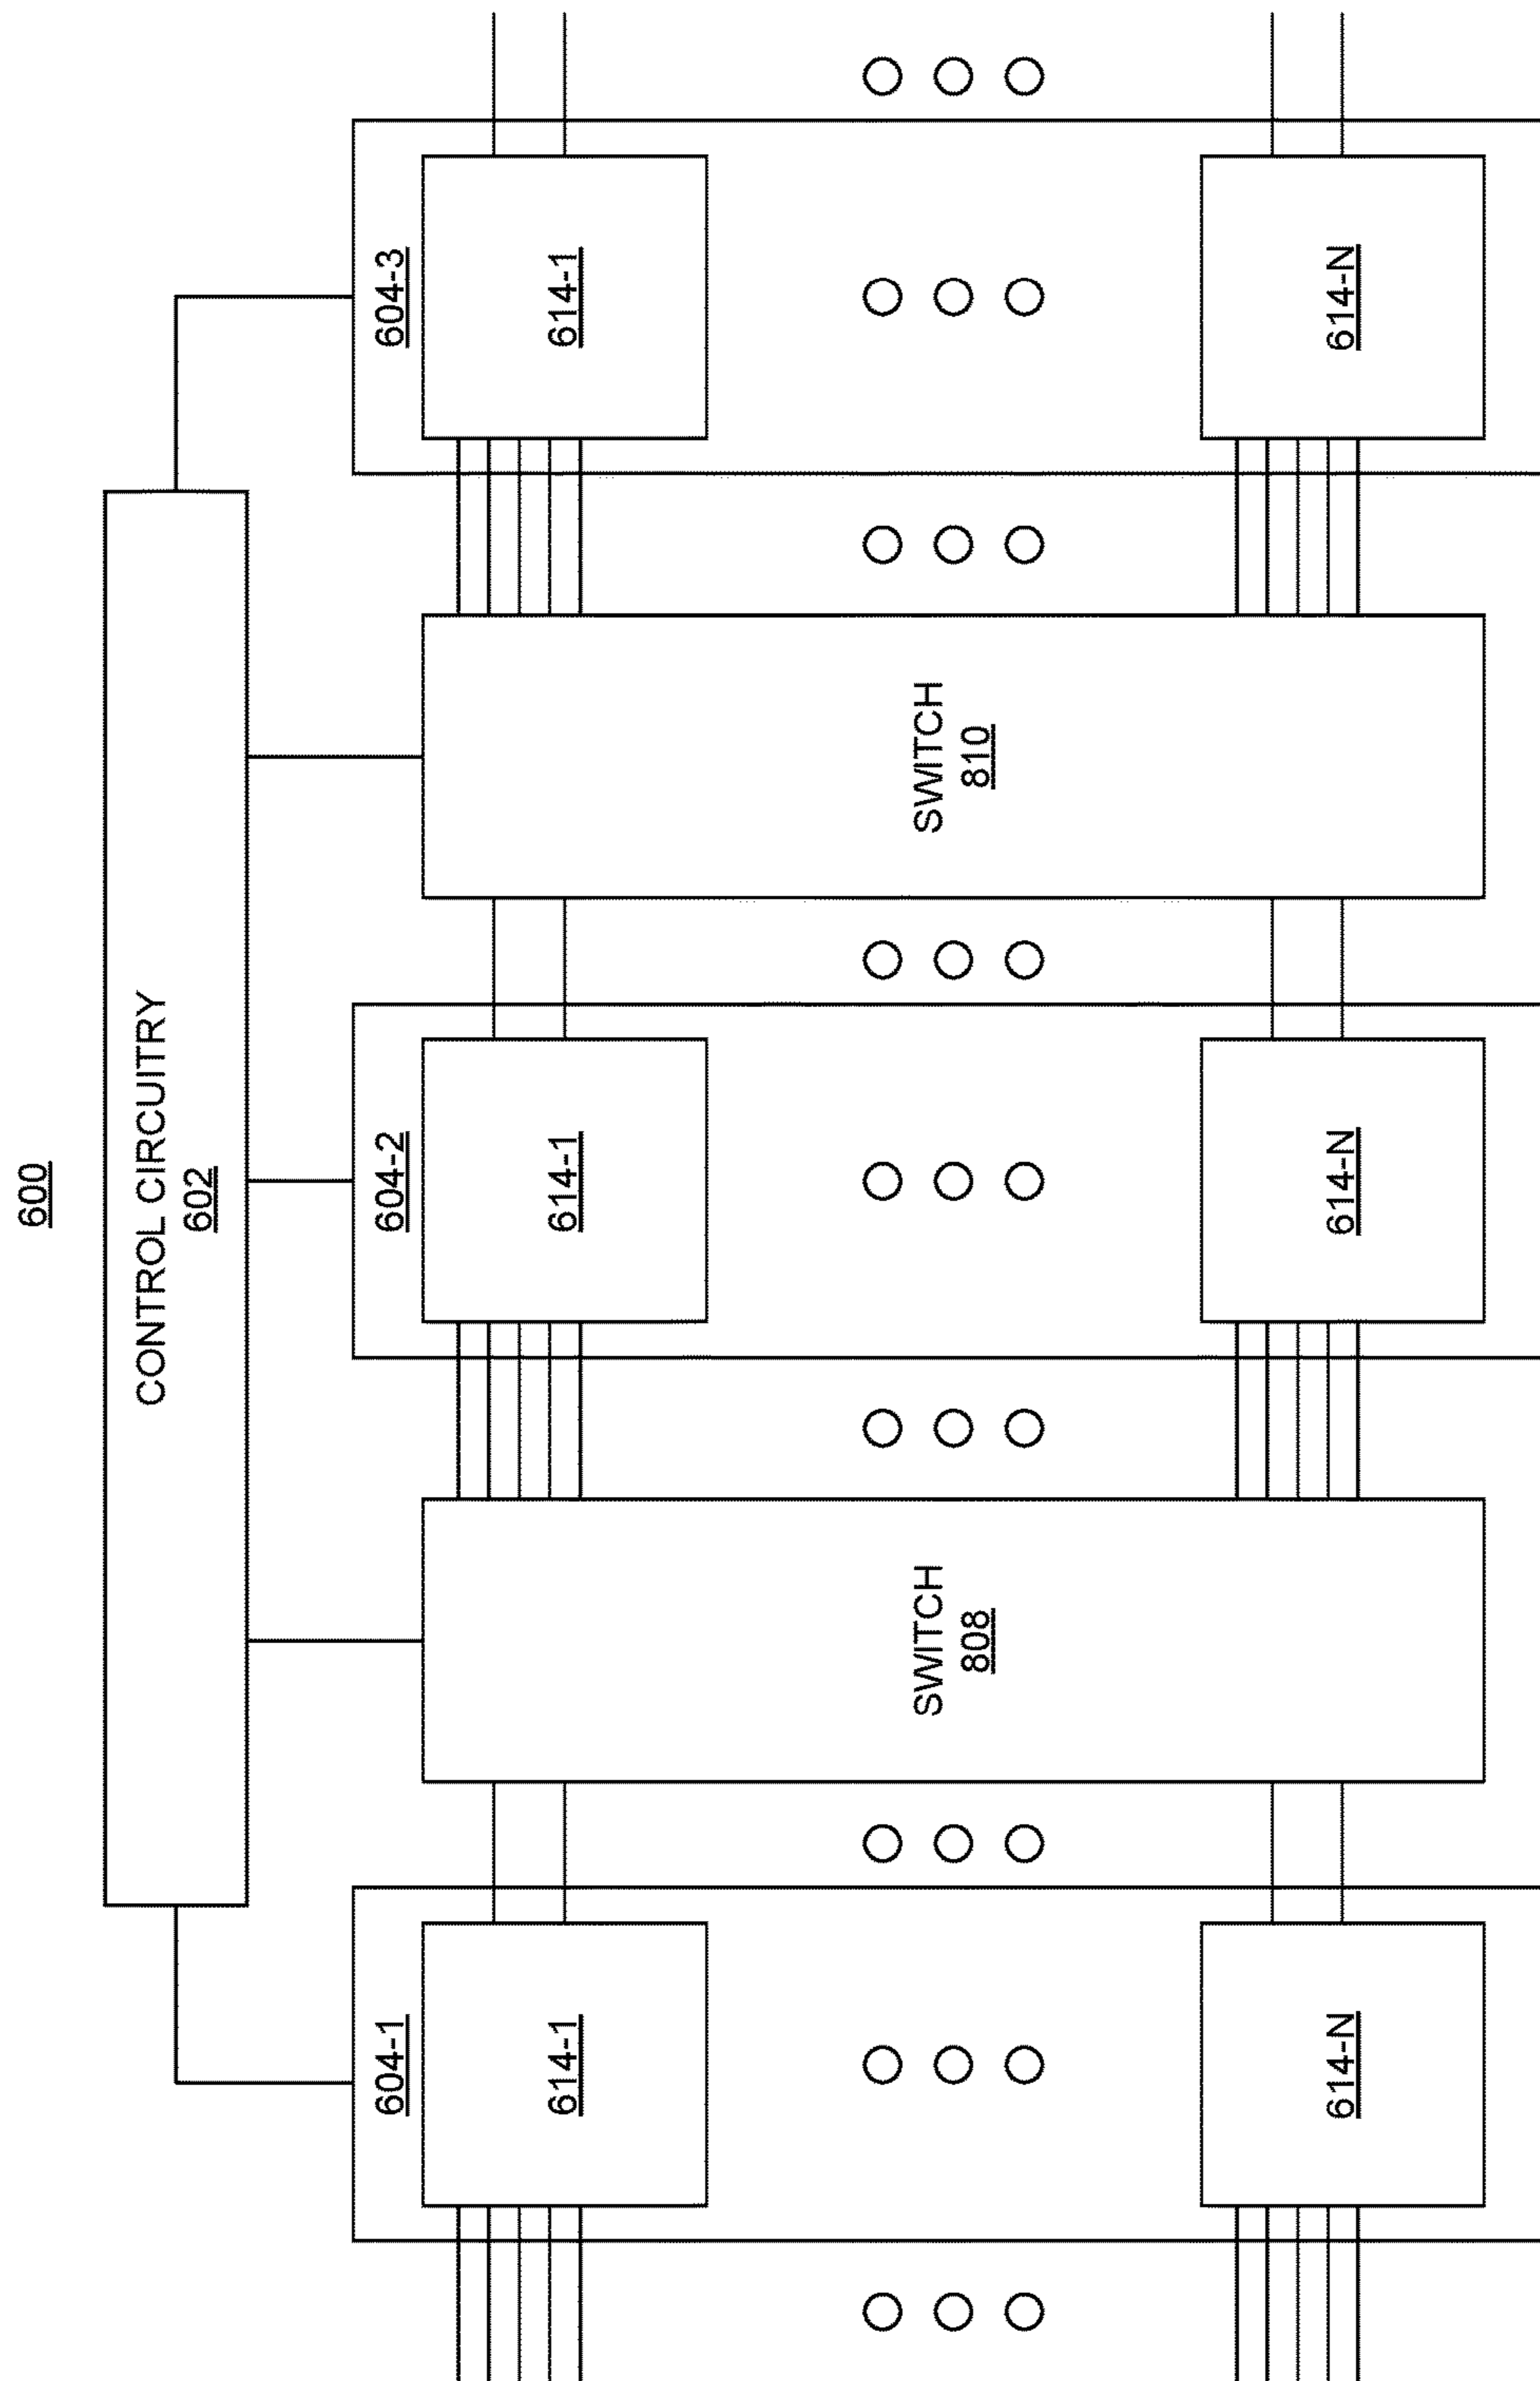 600
CONTROL CIRCUITRY
602
604-1
614-1
614-N
SWITCH
808
604-2
614-1
614-N
SWITCH
810
604-3
614-1
614-N